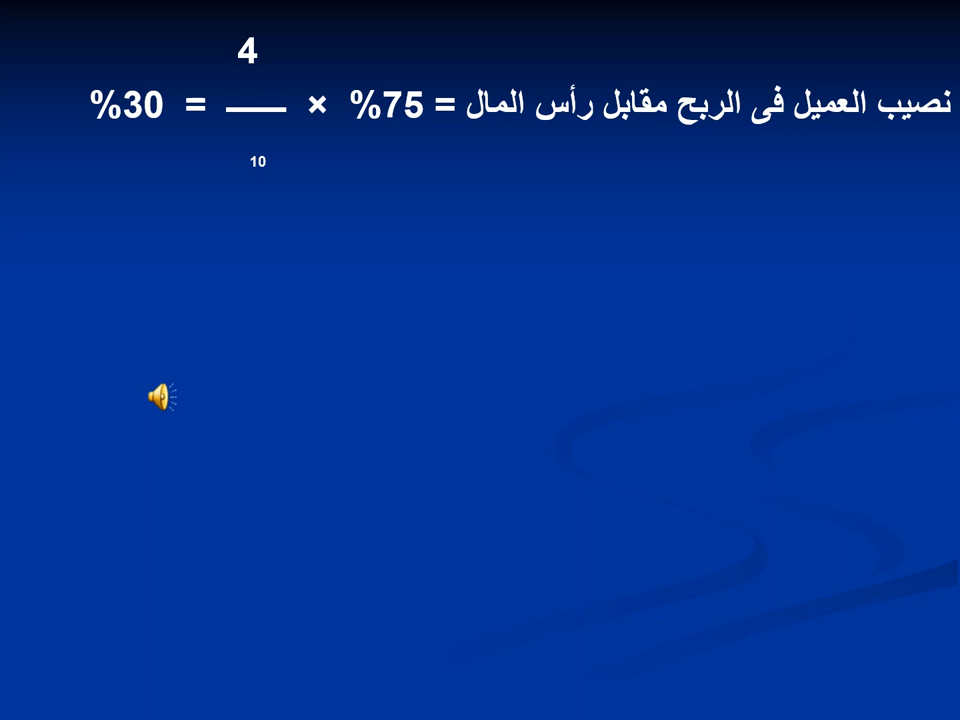 4
نصيب العميل فى الربح مقابل رأس المال = 75% × ـــــ = 30%
10